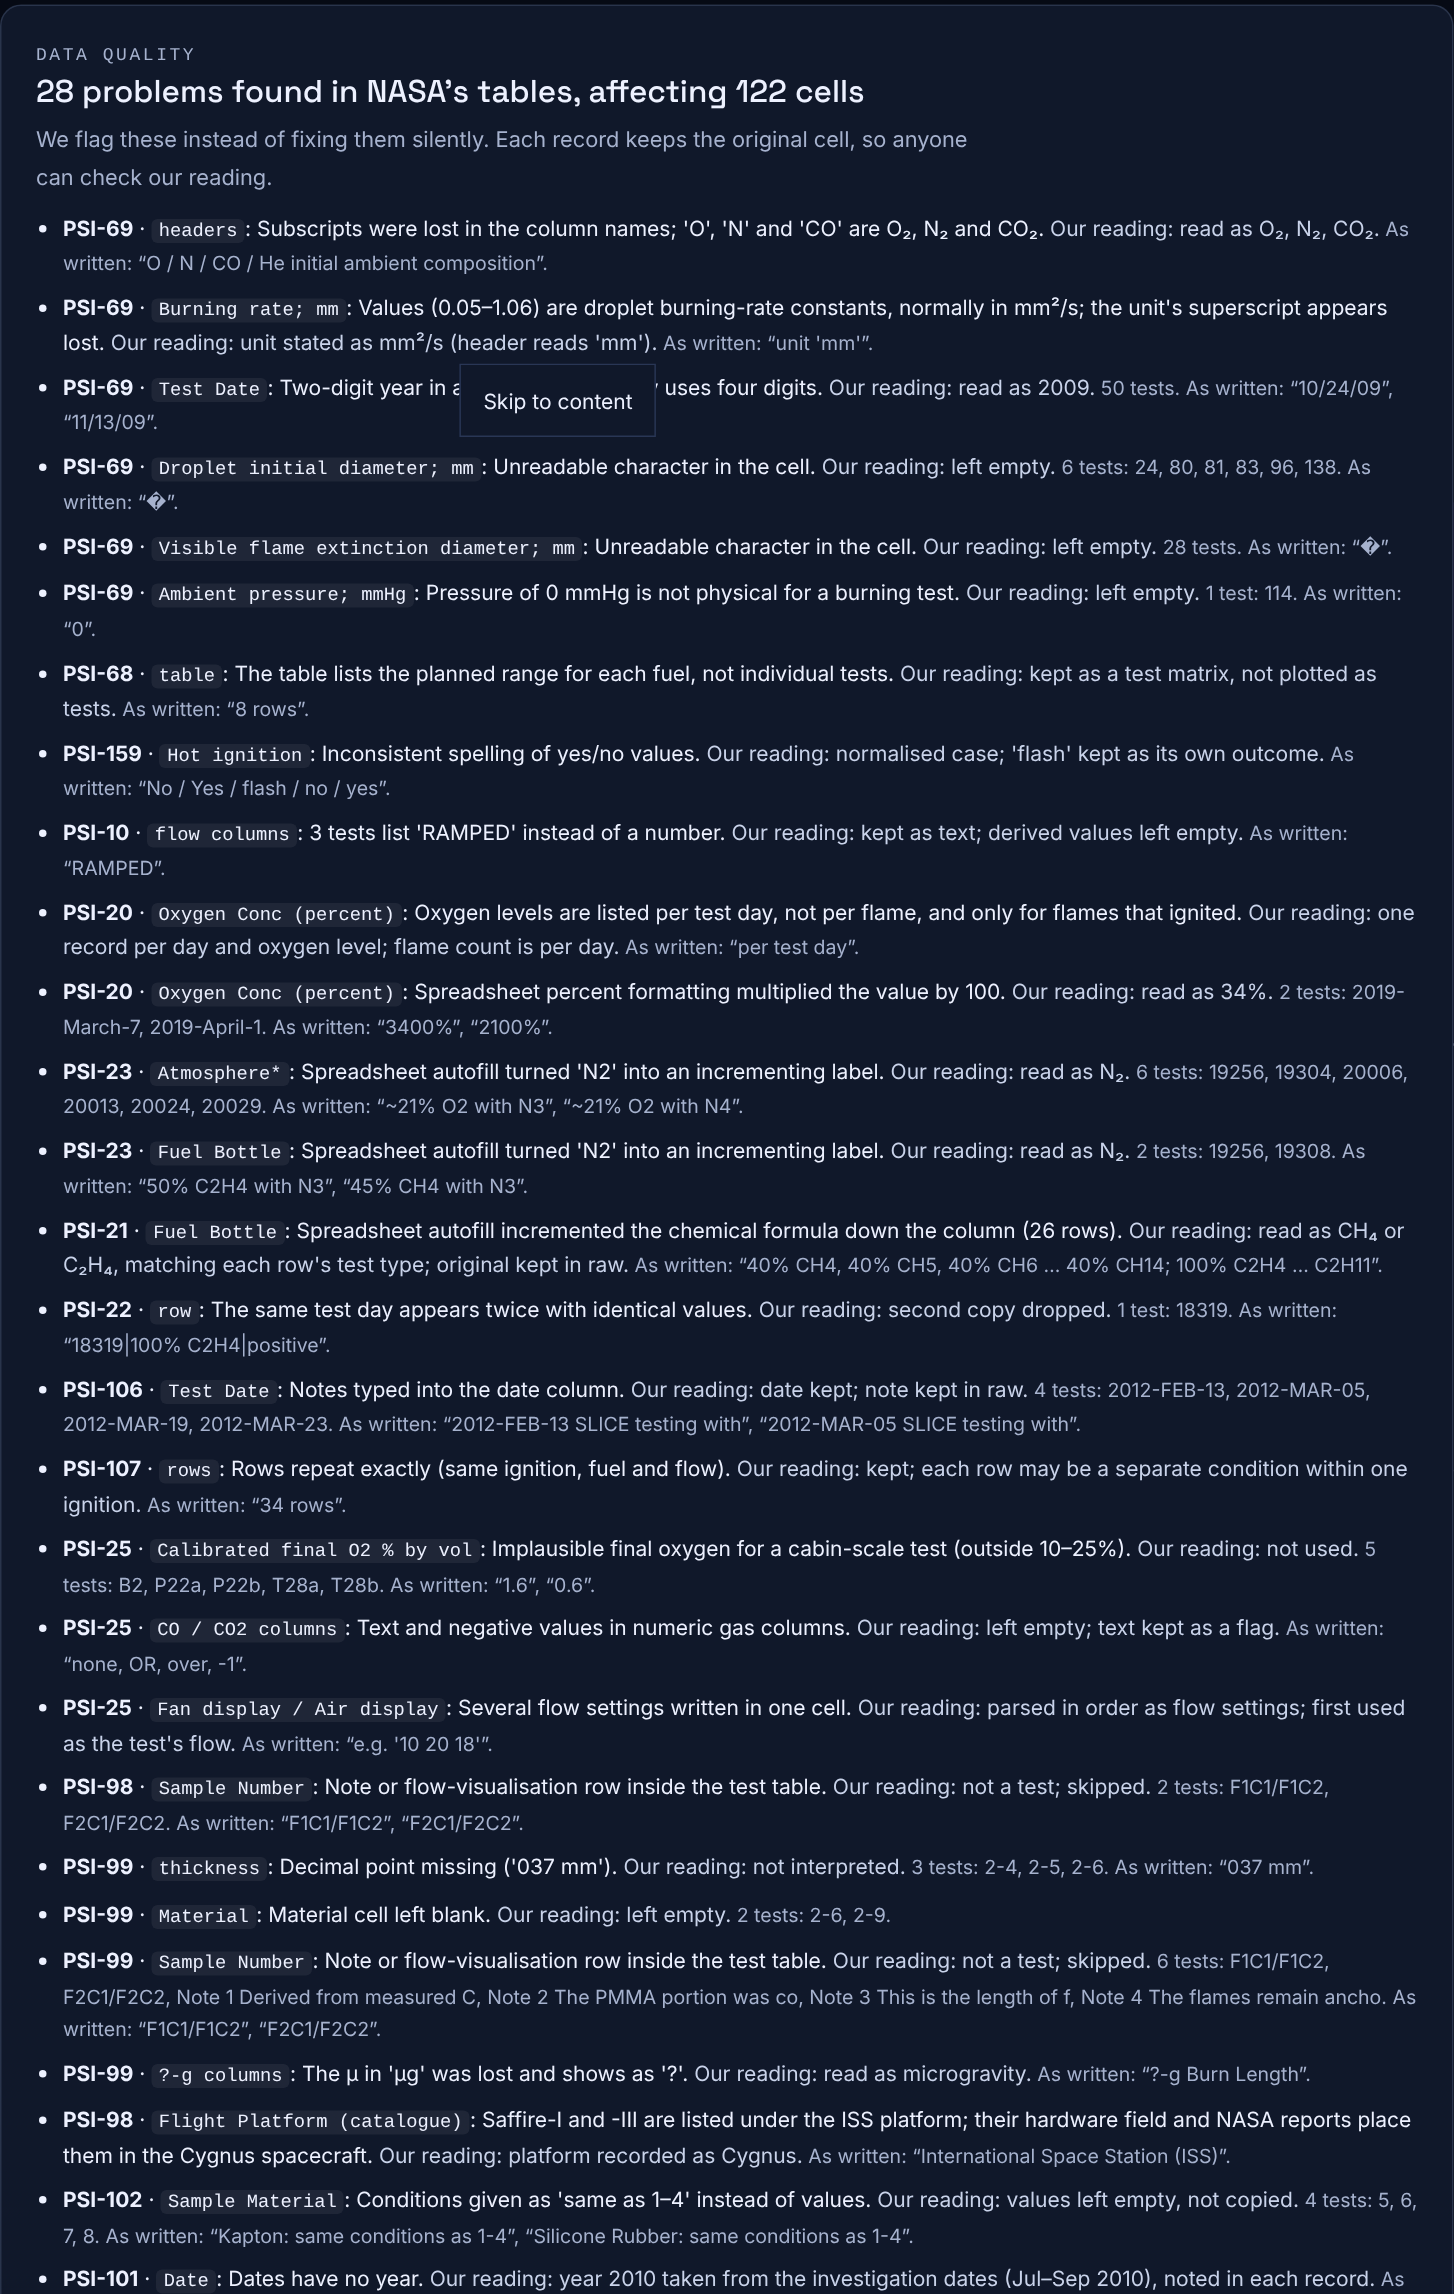 DATA QUALITY
28 problems found in NASA's tables, affecting 122 cells
We flag these instead of fixing them silently. Each record keeps the original cell, so anyone
can check our reading.
• PSI-69 · headers: Subscripts were lost in the column names; 'O', 'N' and 'CO' are O₂, N₂ and CO₂. Our reading: read as O₂, N₂, CO₂. As
written: “O / N / CO / He initial ambient composition”.
• PSI-69 · Burning rate; mm: Values (0.05–1.06) are droplet burning-rate constants, normally in mm²/s; the unit's superscript appears
lost. Our reading: unit stated as mm²/s (header reads 'mm'). As written: “unit 'mm'”.
• PSI-69 · Test Date: Two-digit year in uses four digits. Our reading: read as 2009. 50 tests. As written: “10/24/09”,
Skip to content
“11/13/09”.
• PSI-69 · Droplet initial diameter; mm: Unreadable character in the cell. Our reading: left empty. 6 tests: 24, 80, 81, 83, 96, 138. As
written: “�”.
• PSI-69 · Visible flame extinction diameter; mm: Unreadable character in the cell. Our reading: left empty. 28 tests. As written: “�”.
• PSI-69 · Ambient pressure; mmHg: Pressure of 0 mmHg is not physical for a burning test. Our reading: left empty. 1 test: 114. As written:
“0”.
• PSI-68 · table: The table lists the planned range for each fuel, not individual tests. Our reading: kept as a test matrix, not plotted as
tests. As written: “8 rows”.
• PSI-159 · Hot ignition: Inconsistent spelling of yes/no values. Our reading: normalised case; 'flash' kept as its own outcome. As
written: “No / Yes / flash / no / yes”.
• PSI-10 · flow columns: 3 tests list 'RAMPED' instead of a number. Our reading: kept as text; derived values left empty. As written:
“RAMPED”.
• PSI-20 · Oxygen Conc (percent): Oxygen levels are listed per test day, not per flame, and only for flames that ignited. Our reading: one
record per day and oxygen level; flame count is per day. As written: “per test day”.
• PSI-20 · Oxygen Conc (percent): Spreadsheet percent formatting multiplied the value by 100. Our reading: read as 34%. 2 tests: 2019-
March-7, 2019-April-1. As written: “3400%”, “2100%”.
• PSI-23 · Atmosphere*: Spreadsheet autofill turned 'N2' into an incrementing label. Our reading: read as N₂. 6 tests: 19256, 19304, 20006,
20013, 20024, 20029. As written: “~21% O2 with N3”, “~21% O2 with N4”.
• PSI-23 · Fuel Bottle: Spreadsheet autofill turned 'N2' into an incrementing label. Our reading: read as N₂. 2 tests: 19256, 19308. As
written: “50% C2H4 with N3”, “45% CH4 with N3”.
• PSI-21 · Fuel Bottle: Spreadsheet autofill incremented the chemical formula down the column (26 rows). Our reading: read as CH₄ or
C₂H₄, matching each row's test type; original kept in raw. As written: “40% CH4, 40% CH5, 40% CH6 … 40% CH14; 100% C2H4 … C2H11”.
• PSI-22 · row: The same test day appears twice with identical values. Our reading: second copy dropped. 1 test: 18319. As written:
“18319|100% C2H4|positive”.
• PSI-106 · Test Date: Notes typed into the date column. Our reading: date kept; note kept in raw. 4 tests: 2012-FEB-13, 2012-MAR-05,
2012-MAR-19, 2012-MAR-23. As written: “2012-FEB-13 SLICE testing with”, “2012-MAR-05 SLICE testing with”.
• PSI-107 · rows: Rows repeat exactly (same ignition, fuel and flow). Our reading: kept; each row may be a separate condition within one
ignition. As written: “34 rows”.
• PSI-25 · Calibrated final O2 % by vol: Implausible final oxygen for a cabin-scale test (outside 10–25%). Our reading: not used. 5
tests: B2, P22a, P22b, T28a, T28b. As written: “1.6”, “0.6”.
• PSI-25 · CO / CO2 columns: Text and negative values in numeric gas columns. Our reading: left empty; text kept as a flag. As written:
“none, OR, over, -1”.
• PSI-25 · Fan display / Air display: Several flow settings written in one cell. Our reading: parsed in order as flow settings; first used
as the test's flow. As written: “e.g. '10 20 18'”.
• PSI-98 · Sample Number: Note or flow-visualisation row inside the test table. Our reading: not a test; skipped. 2 tests: F1C1/F1C2,
F2C1/F2C2. As written: “F1C1/F1C2”, “F2C1/F2C2”.
• PSI-99 · thickness: Decimal point missing ('037 mm'). Our reading: not interpreted. 3 tests: 2-4, 2-5, 2-6. As written: “037 mm”.
• PSI-99 · Material: Material cell left blank. Our reading: left empty. 2 tests: 2-6, 2-9.
• PSI-99 · Sample Number: Note or flow-visualisation row inside the test table. Our reading: not a test; skipped. 6 tests: F1C1/F1C2,
F2C1/F2C2, Note 1 Derived from measured C, Note 2 The PMMA portion was co, Note 3 This is the length of f, Note 4 The flames remain ancho. As
written: “F1C1/F1C2”, “F2C1/F2C2”.
• PSI-99 · ?-g columns: The µ in 'µg' was lost and shows as '?'. Our reading: read as microgravity. As written: “?-g Burn Length”.
• PSI-98 · Flight Platform (catalogue): Saffire-I and -III are listed under the ISS platform; their hardware field and NASA reports place
them in the Cygnus spacecraft. Our reading: platform recorded as Cygnus. As written: “International Space Station (ISS)”.
• PSI-102 · Sample Material: Conditions given as 'same as 1–4' instead of values. Our reading: values left empty, not copied. 4 tests: 5, 6,
7, 8. As written: “Kapton: same conditions as 1-4”, “Silicone Rubber: same conditions as 1-4”.
• PSI-101 · Date: Dates have no year. Our reading: year 2010 taken from the investigation dates (Jul–Sep 2010), noted in each record. As